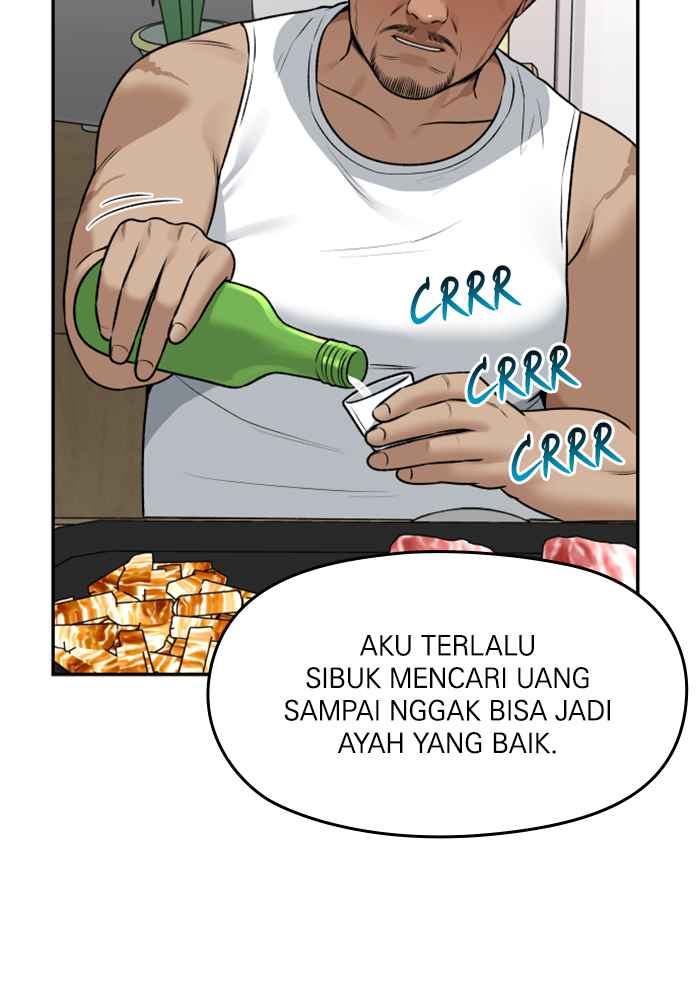 CRRR
CRRR
CRRR
AKU TERLALU
SIBUK MENCARI UANG
SAMPAI NGGAK BISA JADI
AYAH YANG BAIK.